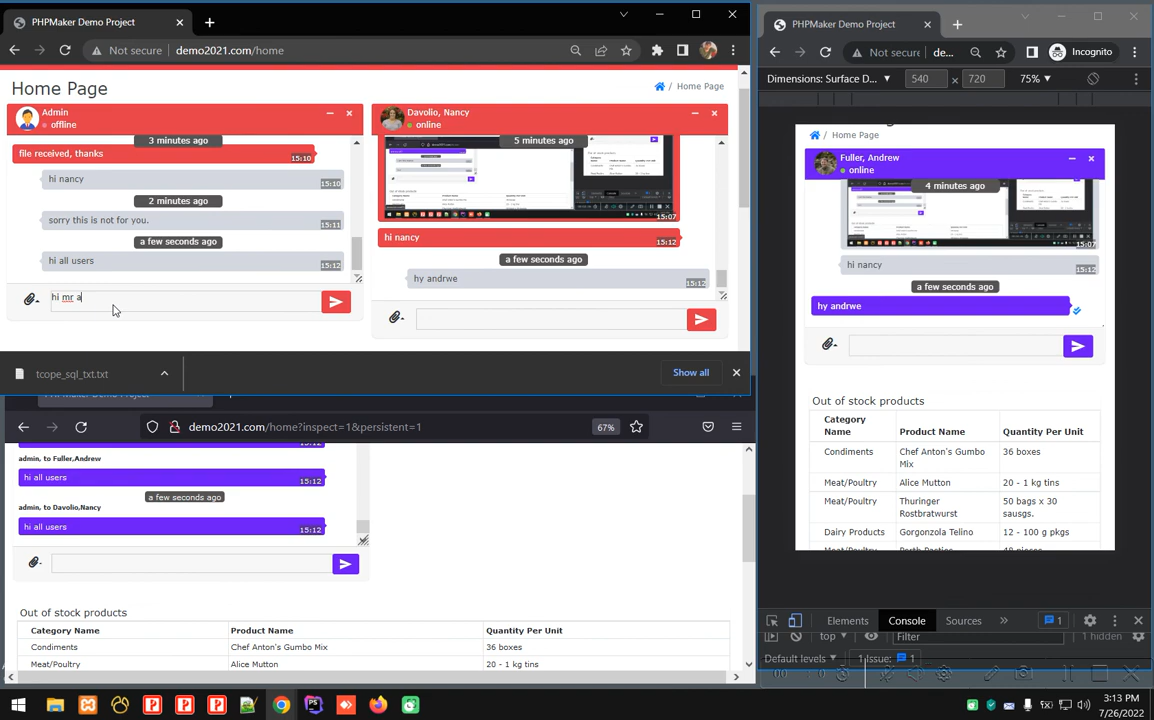 PHPMaker Demo Project
Not secure
demo2021.com/home
Home Page
Home Page
Admin
offline
3 minutes ago
file received, thanks
15:10
hi nancy
15:10
2 minutes ago
sorry this is not for you.
15:11
a few seconds ago
hi all users
15:12
hi mr a
Davolio, Nancy
online
5 minutes ago
15:07
hi nancy
15:12
a few seconds ago
hy andrwe
15:12
tcope_sql_txt.txt
Show all
demo2021.com/home?inspect=1&persistent=1
67%
admin, to Fuller,Andrew
hi all users
15:12
a few seconds ago
admin, to Davolio,Nancy
hi all users
15:12
Out of stock products
Category Name Product Name Quantity Per Unit
Condiments Chef Anton's Gumbo Mix 36 boxes
Meat/Poultry Alice Mutton 20 - 1 kg tins
PHPMaker Demo Project
Not secure
de...
Incognito
Dimensions: Surface D...
540 × 720
75%
Home Page
Fuller, Andrew
online
4 minutes ago
15:07
hi nancy
15:12
a few seconds ago
hy andrwe
Out of stock products
Category
Name Product Name Quantity Per Unit
Condiments Chef Anton's Gumbo 36 boxes
Mix
Meat/Poultry Alice Mutton 20 - 1 kg tins
Meat/Poultry Thuringer 50 bags x 30
Rostbratwurst sausgs.
Dairy Products Gorgonzola Telino 12 - 100 g pkgs
Meat/Poultry Perth Pasties 48 pieces
Elements Console Sources 1
top Filter 1 hidden
Default levels 1 Issue: 1
3:13 PM
7/26/2022